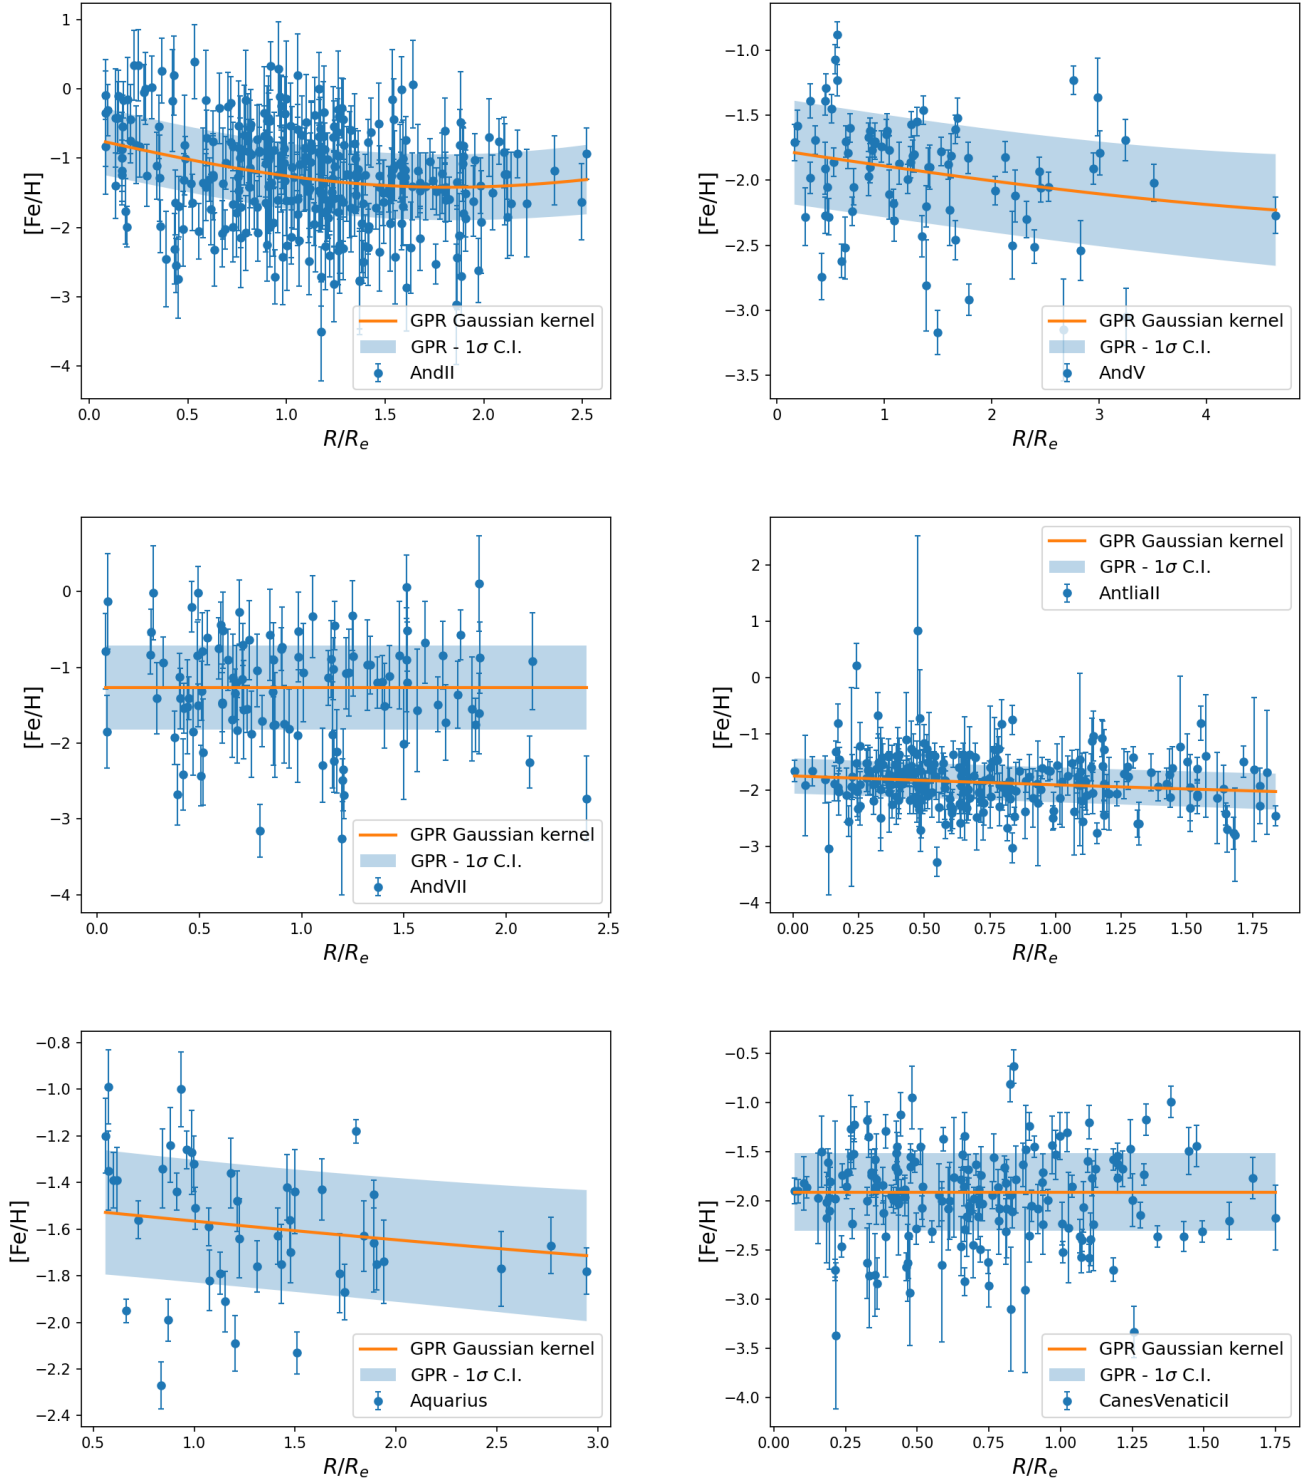 1
0
−1
−2
−3
−4
[Fe/H]
0.0 0.5 1.0 1.5 2.0 2.5
R/Re
GPR Gaussian kernel
GPR - 1σ C.I.
AndII
−1.0
−1.5
−2.0
−2.5
−3.0
−3.5
[Fe/H]
0 1 2 3 4
R/Re
GPR Gaussian kernel
GPR - 1σ C.I.
AndV
0
−1
−2
−3
−4
[Fe/H]
0.0 0.5 1.0 1.5 2.0 2.5
R/Re
GPR Gaussian kernel
GPR - 1σ C.I.
AndVII
2
1
0
−1
−2
−3
−4
[Fe/H]
0.00 0.25 0.50 0.75 1.00 1.25 1.50 1.75
R/Re
GPR Gaussian kernel
GPR - 1σ C.I.
AntliaII
−0.8
−1.0
−1.2
−1.4
−1.6
−1.8
−2.0
−2.2
−2.4
[Fe/H]
0.5 1.0 1.5 2.0 2.5 3.0
R/Re
GPR Gaussian kernel
GPR - 1σ C.I.
Aquarius
−0.5
−1.0
−1.5
−2.0
−2.5
−3.0
−3.5
−4.0
[Fe/H]
0.00 0.25 0.50 0.75 1.00 1.25 1.50 1.75
R/Re
GPR Gaussian kernel
GPR - 1σ C.I.
CanesVenaticiI